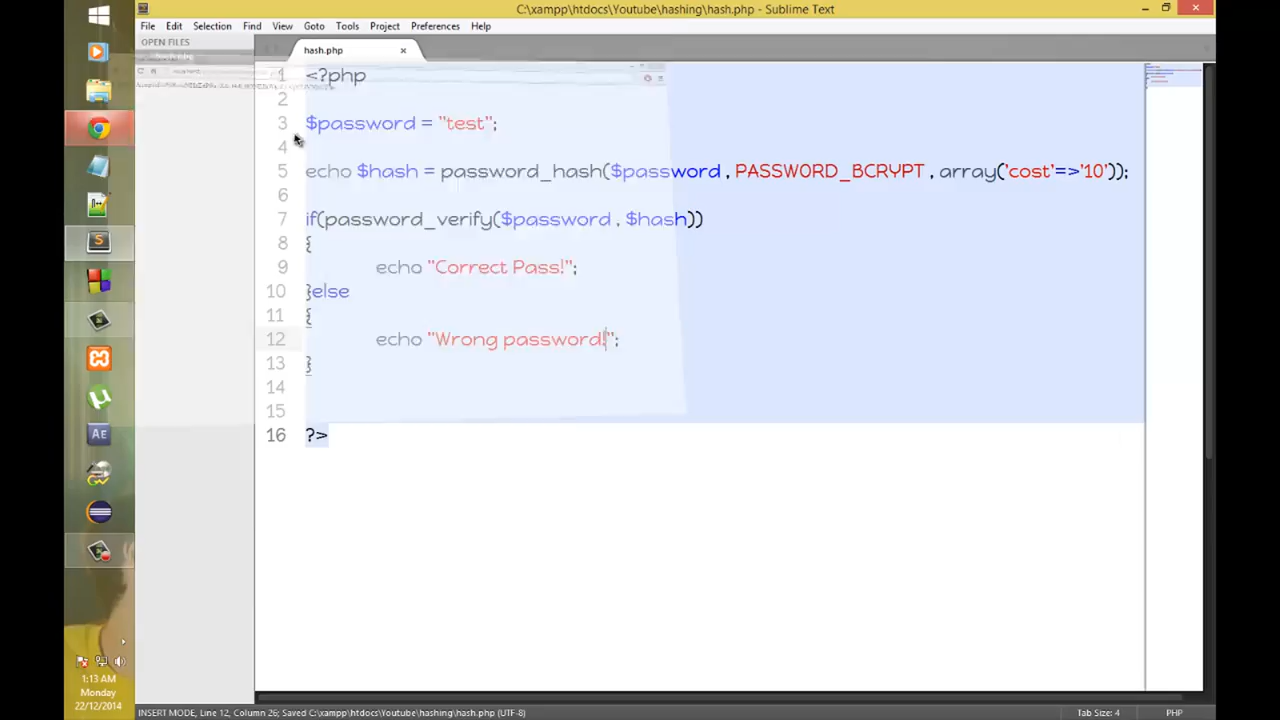 C:\xampp\htdocs\Youtube\hashing\hash.php - Sublime Text
File Edit Selection Find View Goto Tools Project Preferences Help
OPEN FILES
hash.php
1 <?php
2
3 $password = "test";
4
5 echo $hash = password_hash($password , PASSWORD_BCRYPT , array('cost'=>'10'));
6
7 if(password_verify($password , $hash))
8 {
9 echo "Correct Pass!";
10 }else
11 {
12 echo "Wrong password!";
13 }
14
15
16 ?>
S
AE
1:13 AM
Monday
22/12/2014
INSERT MODE, Line 12, Column 26; Saved C:\xampp\htdocs\Youtube\hashing\hash.php (UTF-8)
Tab Size: 4
PHP